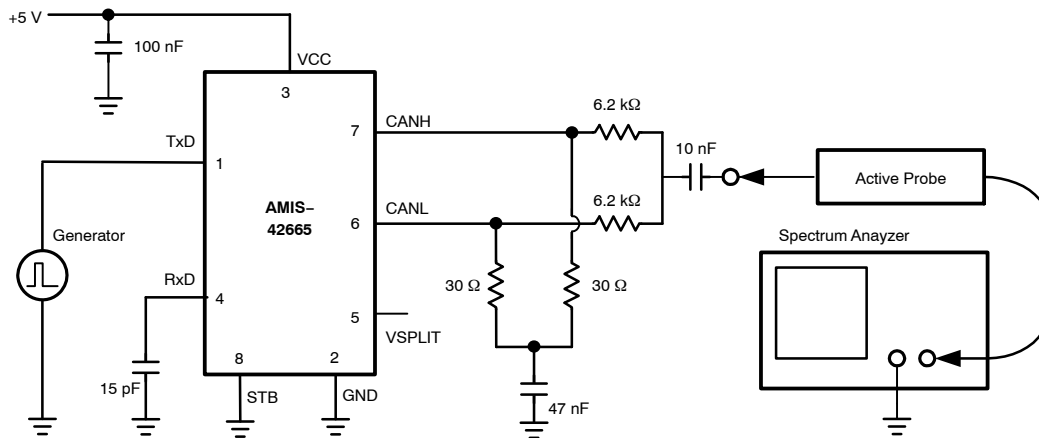 +5 V
100 nF
VCC
3
6.2 kΩ
CANH
7
10 nF
TxD
1
Active Probe
AMIS−
42665
CANL
6
6.2 kΩ
Generator
Spectrum Anayzer
RxD
4
30 Ω
30 Ω
5
VSPLIT
8
2
15 pF
STB
GND
47 nF